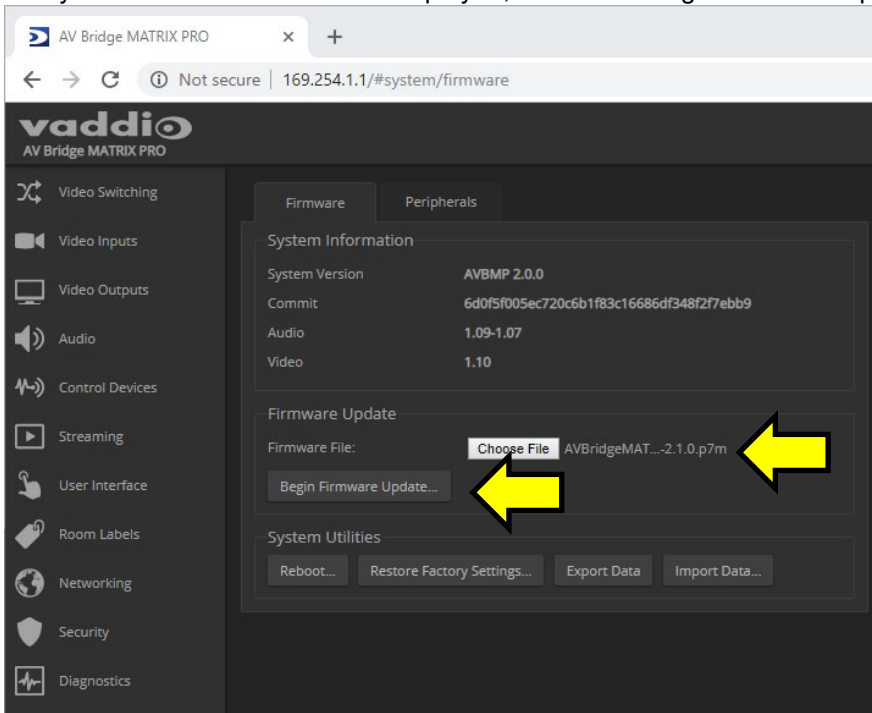 AV Bridge MATRIX PRO
Not secure | 169.254.1.1/#system/firmware
vaddio
AV Bridge MATRIX PRO
Video Switching
Video Inputs
Video Outputs
Audio
Control Devices
Streaming
User Interface
Room Labels
Networking
Security
Diagnostics
Firmware Peripherals
System Information
System Version AVBMP 2.0.0
Commit 6d0f5f005ec720c6b1f83c16686df348f2f7ebb9
Audio 1.09-1.07
Video 1.10
Firmware Update
Firmware File: Choose File AVBridgeMAT...-2.1.0.p7m
Begin Firmware Update...
System Utilities
Reboot... Restore Factory Settings... Export Data Import Data...